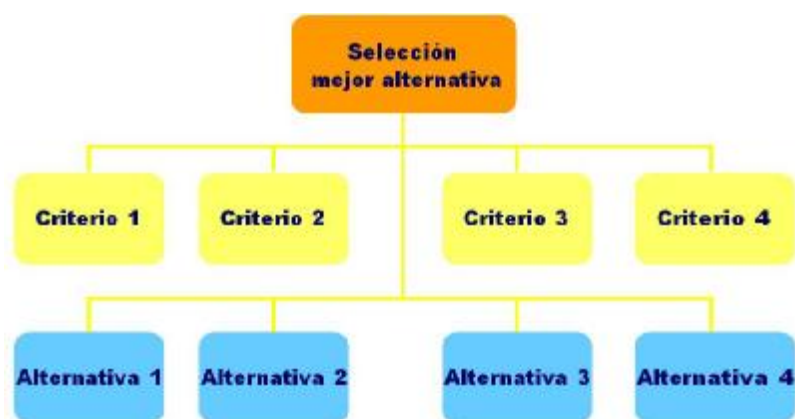 Selección
mejor alternativa
Criterio 1
Criterio 2
Criterio 3
Criterio 4
Alternativa 1
Alternativa 2
Alternativa 3
Alternativa 4